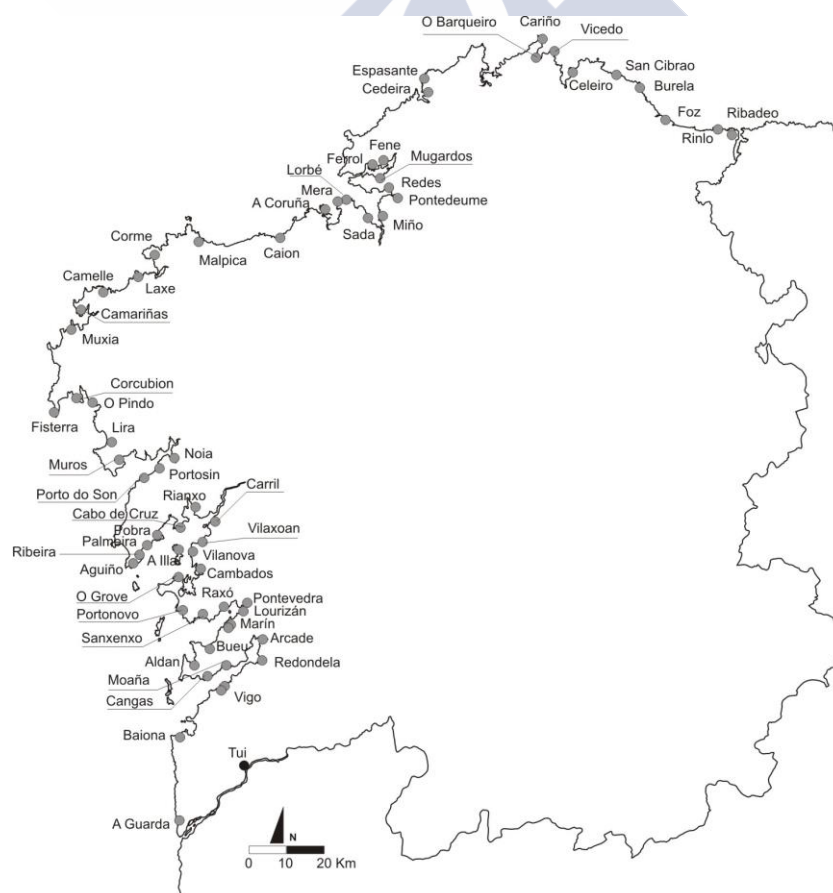 Cariño
O Barqueiro
Vicedo
Espasante
Cedeira
San Cibrao
Celeiro
Burela
Foz
Ribadeo
Rinlo
Fene
Ferrol
Mugardos
Lorbé
Redes
Mera
Pontedeume
A Coruña
Sada
Miño
Corme
Malpica
Caion
Camelle
Laxe
Camariñas
Muxia
Corcubion
O Pindo
Fisterra
Lira
Muros
Noia
Portosin
Porto do Son
Carril
Rianxo
Cabo de Cruz
Pobra
Vilaxoan
Palmbira
Ribeira
A Illa
Vilanova
Aguiño
Cambados
O Grove
Raxó
Pontevedra
Portonovo
Lourizán
Marín
Sanxenxo
Arcade
Bueu
Aldan
Redondela
Moaña
Cangas
Vigo
Baiona
Tui
A Guarda
N
0 10 20 Km